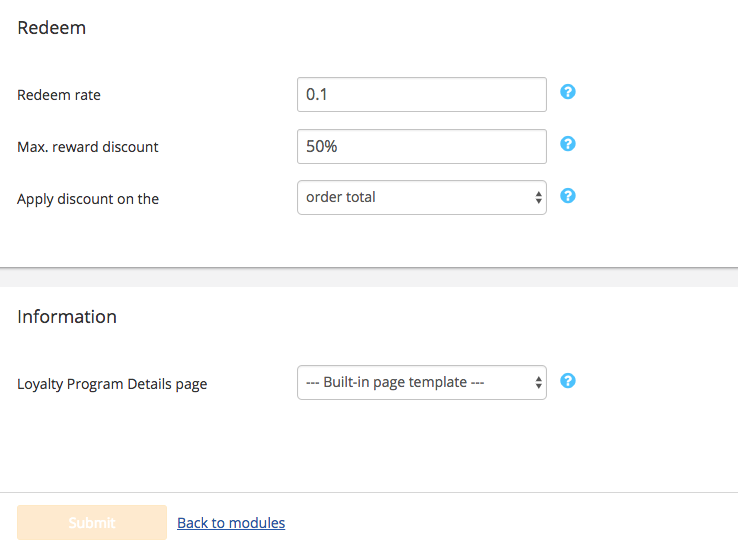 Redeem
Redeem rate 0.1 ?
Max. reward discount 50% ?
Apply discount on the order total ?
Information
Loyalty Program Details page --- Built-in page template --- ?
Submit Back to modules